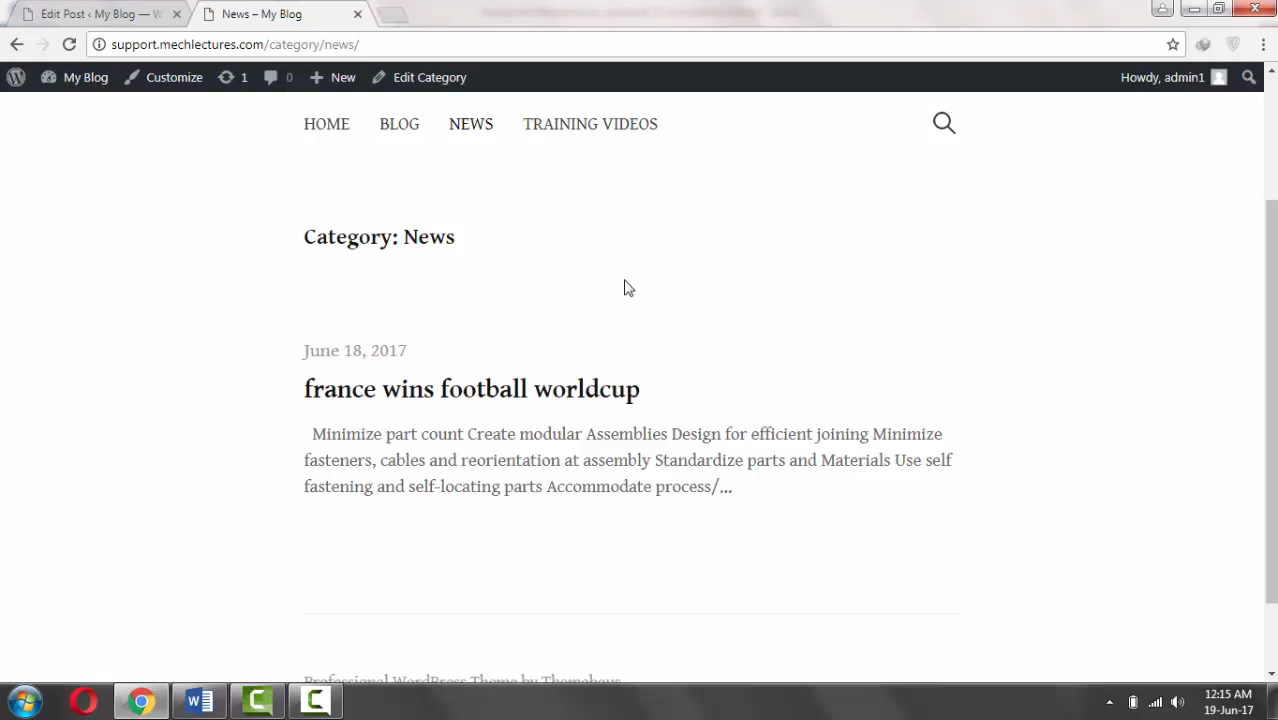 Edit Post ‹ My Blog — W
News – My Blog
support.mechlectures.com/category/news/
My Blog
Customize
1
0
New
Edit Category
Howdy, admin1
HOME
BLOG
NEWS
TRAINING VIDEOS
Category: News
June 18, 2017
france wins football worldcup
Minimize part count Create modular Assemblies Design for efficient joining Minimize
fasteners, cables and reorientation at assembly Standardize parts and Materials Use self
fastening and self-locating parts Accommodate process/...
Professional WordPress Theme by Themehaus
12:15 AM
19-Jun-17